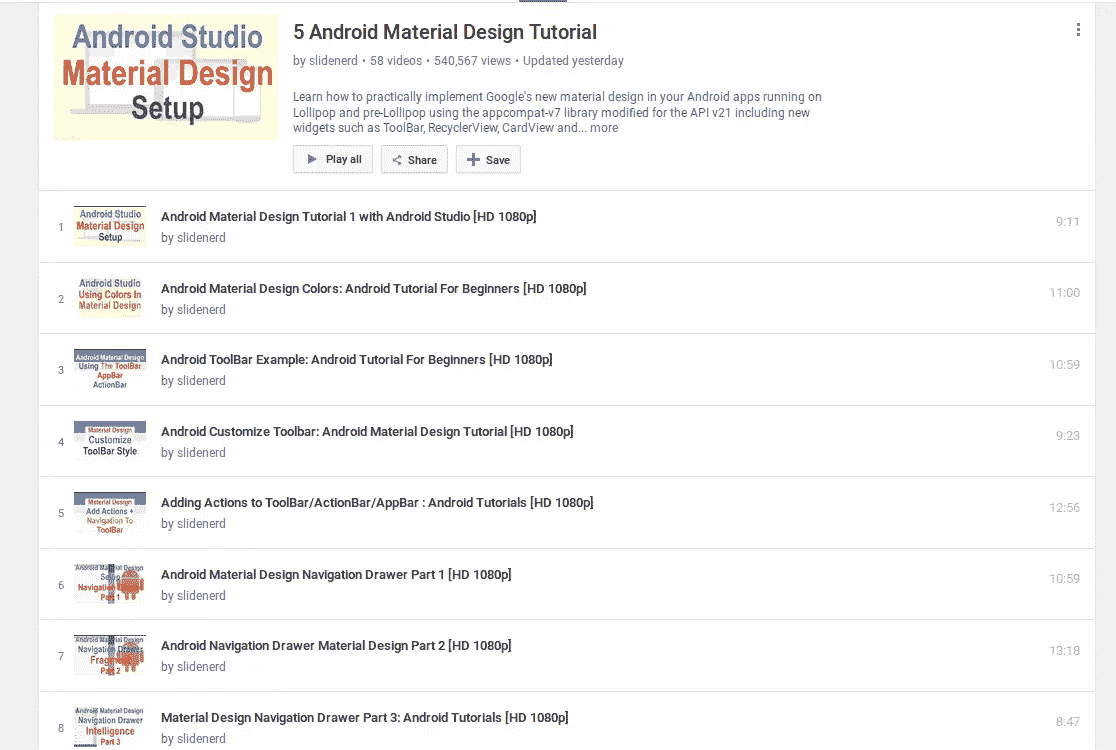 Android Studio
Material Design
Setup
5 Android Material Design Tutorial
by slidenerd • 58 videos • 540,567 views • Updated yesterday
Learn how to practically implement Google's new material design in your Android apps running on
Lollipop and pre-Lollipop using the appcompat-v7 library modified for the API v21 including new
widgets such as ToolBar, RecyclerView, CardView and... more
Play all Share Save
1
Android Studio
Material Design
Setup
Android Material Design Tutorial 1 with Android Studio [HD 1080p]
by slidenerd
9:11
2
Android Studio
Using Colors In
Material Design
Android Material Design Colors: Android Tutorial For Beginners [HD 1080p]
by slidenerd
11:00
3
Android Material Design
Using The ToolBar
AppBar
ActionBar
Android ToolBar Example: Android Tutorial For Beginners [HD 1080p]
by slidenerd
10:59
4
Material Design
Customize
ToolBar Style
Android Customize Toolbar: Android Material Design Tutorial [HD 1080p]
by slidenerd
9:23
5
Material Design
Add Actions +
Navigation To
ToolBar
Adding Actions to ToolBar/ActionBar/AppBar : Android Tutorials [HD 1080p]
by slidenerd
12:56
6
Android Material Design
Navigation
Part 1
Android Material Design Navigation Drawer Part 1 [HD 1080p]
by slidenerd
10:59
7
Android Material Design
Navigation Drawer
Part 2
Android Navigation Drawer Material Design Part 2 [HD 1080p]
by slidenerd
13:18
8
Android Material Design
Navigation Drawer
Intelligence
Part 3
Material Design Navigation Drawer Part 3: Android Tutorials [HD 1080p]
by slidenerd
8:47